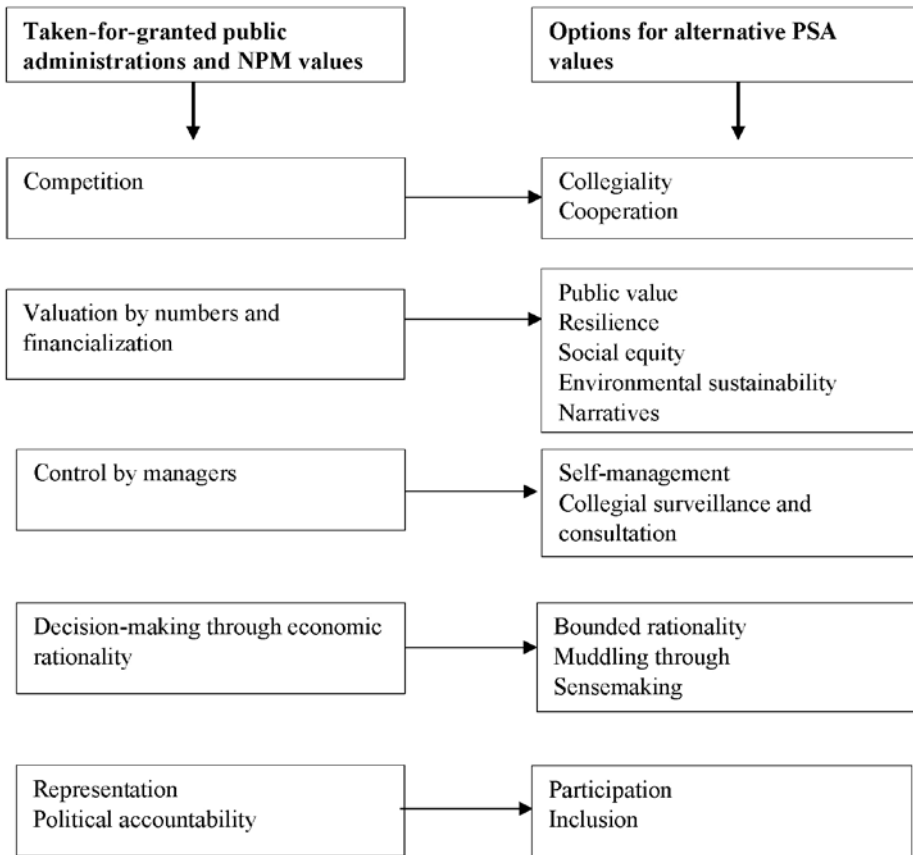 Taken-for-granted public
administrations and NPM values
Options for alternative PSA
values
Competition
Collegiality
Cooperation
Valuation by numbers and
financialization
Public value
Resilience
Social equity
Environmental sustainability
Narratives
Control by managers
Self-management
Collegial surveillance and
consultation
Decision-making through economic
rationality
Bounded rationality
Muddling through
Sensemaking
Representation
Political accountability
Participation
Inclusion